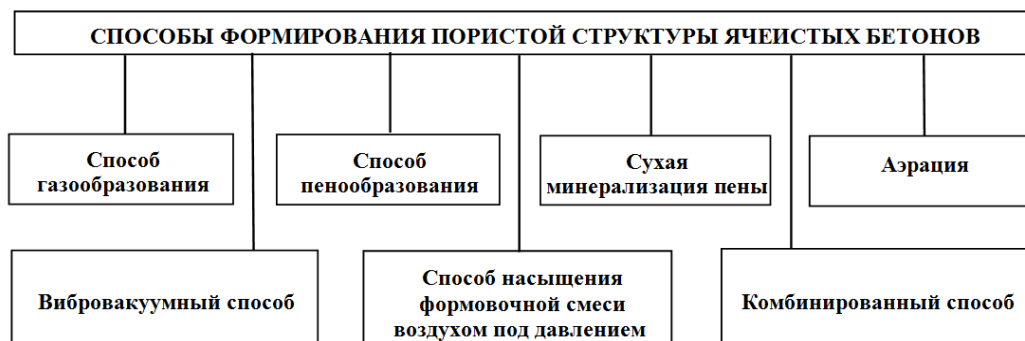 СПОСОБЫ ФОРМИРОВАНИЯ ПОРИСТОЙ СТРУКТУРЫ ЯЧЕИСТЫХ БЕТОНОВ
Способ
газообразования
Способ
пенообразования
Сухая
минерализация пены
Аэрация
Вибровакуумный способ
Способ насыщения
формовочной смеси
воздухом под давлением
Комбинированный способ